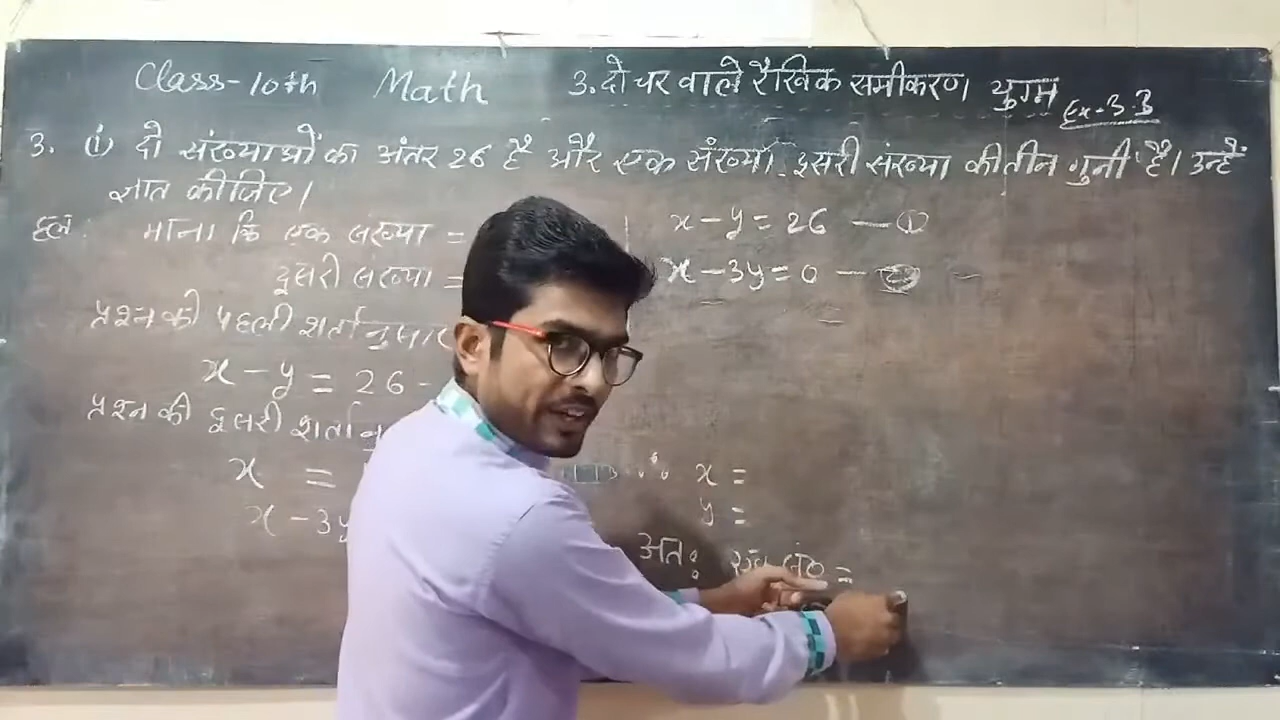 Class-10th Math 3. दो चर वाले रैखिक समीकरण युग्म Ex-3.3
3. (i) दो संख्याओं का अंतर 26 है और एक संख्या दूसरी संख्या की तीन गुनी है। उन्हें
ज्ञात कीजिए।
हल: माना कि एक संख्या =
दूसरी संख्या =
प्रश्न की पहली शर्तानुसार
x - y = 26 -
प्रश्न की दूसरी शर्तानु
x =
x - 3y
x - y = 26 — ①
x - 3y = 0 —
∴ x =
y =
अतः =